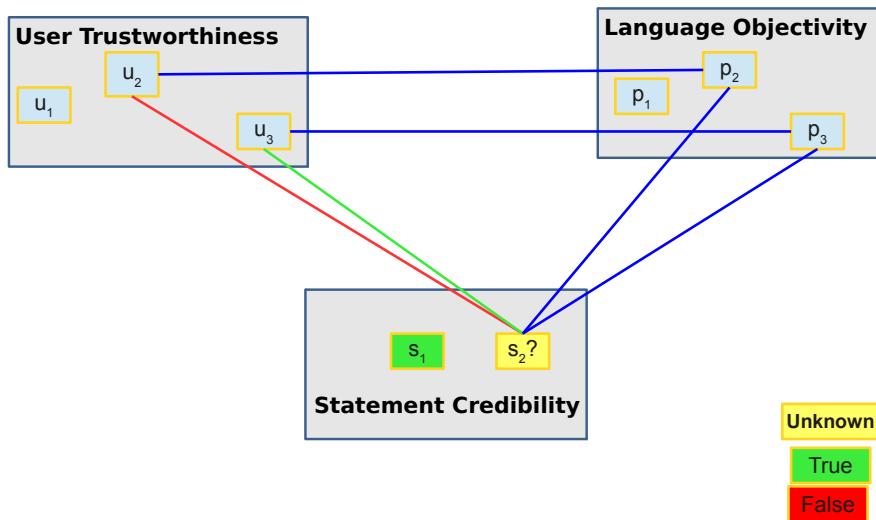 User Trustworthiness
u2
u1
u3
Language Objectivity
p2
p1
p3
s1
s2?
Statement Credibility
Unknown
True
False